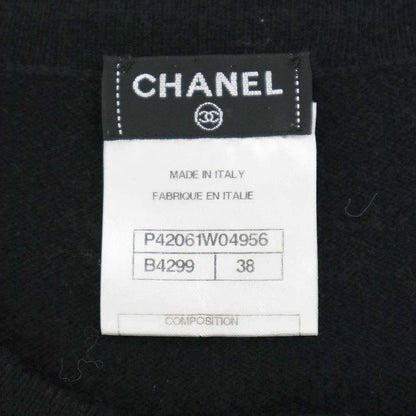 CHANEL
MADE IN ITALY
FABRIQUE EN ITALIE
P42061W04956
B4299 38
COMPOSITION